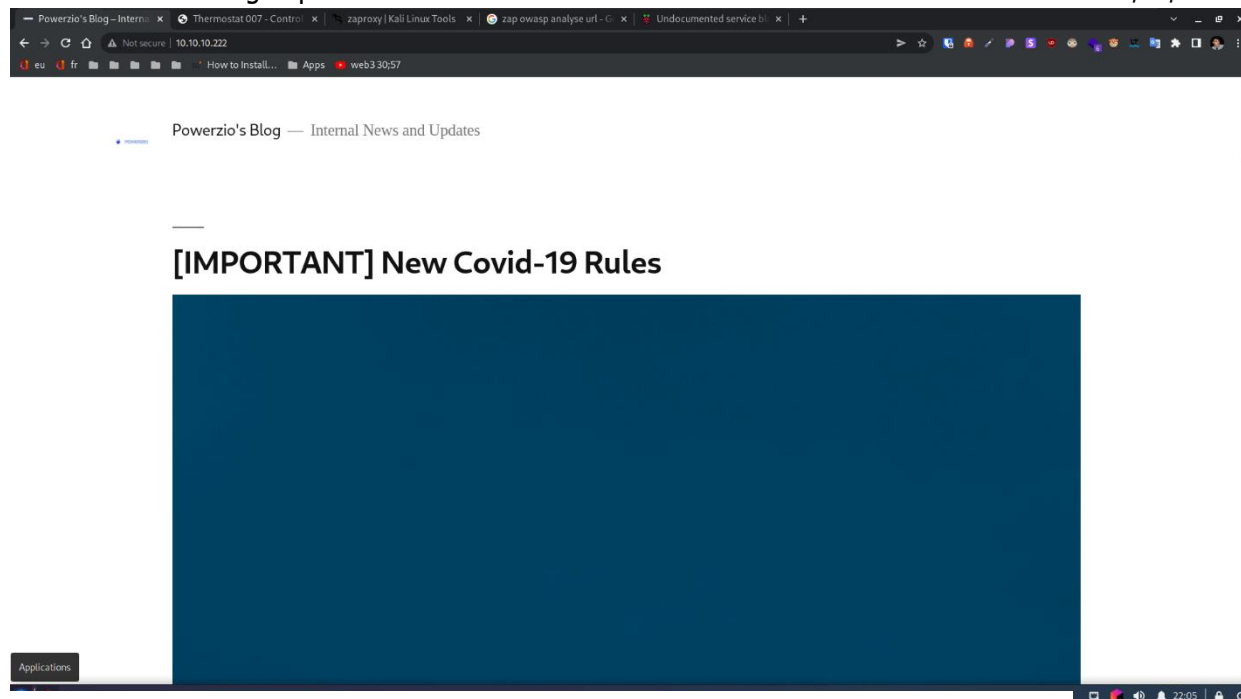 Powerzio's Blog – Interna
Thermostat 007 - Control
zaproxy | Kali Linux Tools
zap owasp analyse url - G
Undocumented service bl
Not secure | 10.10.10.222
eu
fr
How to Install...
Apps
web3 30;57
POWERZIO
Powerzio's Blog — Internal News and Updates
[IMPORTANT] New Covid-19 Rules
Applications
22:05